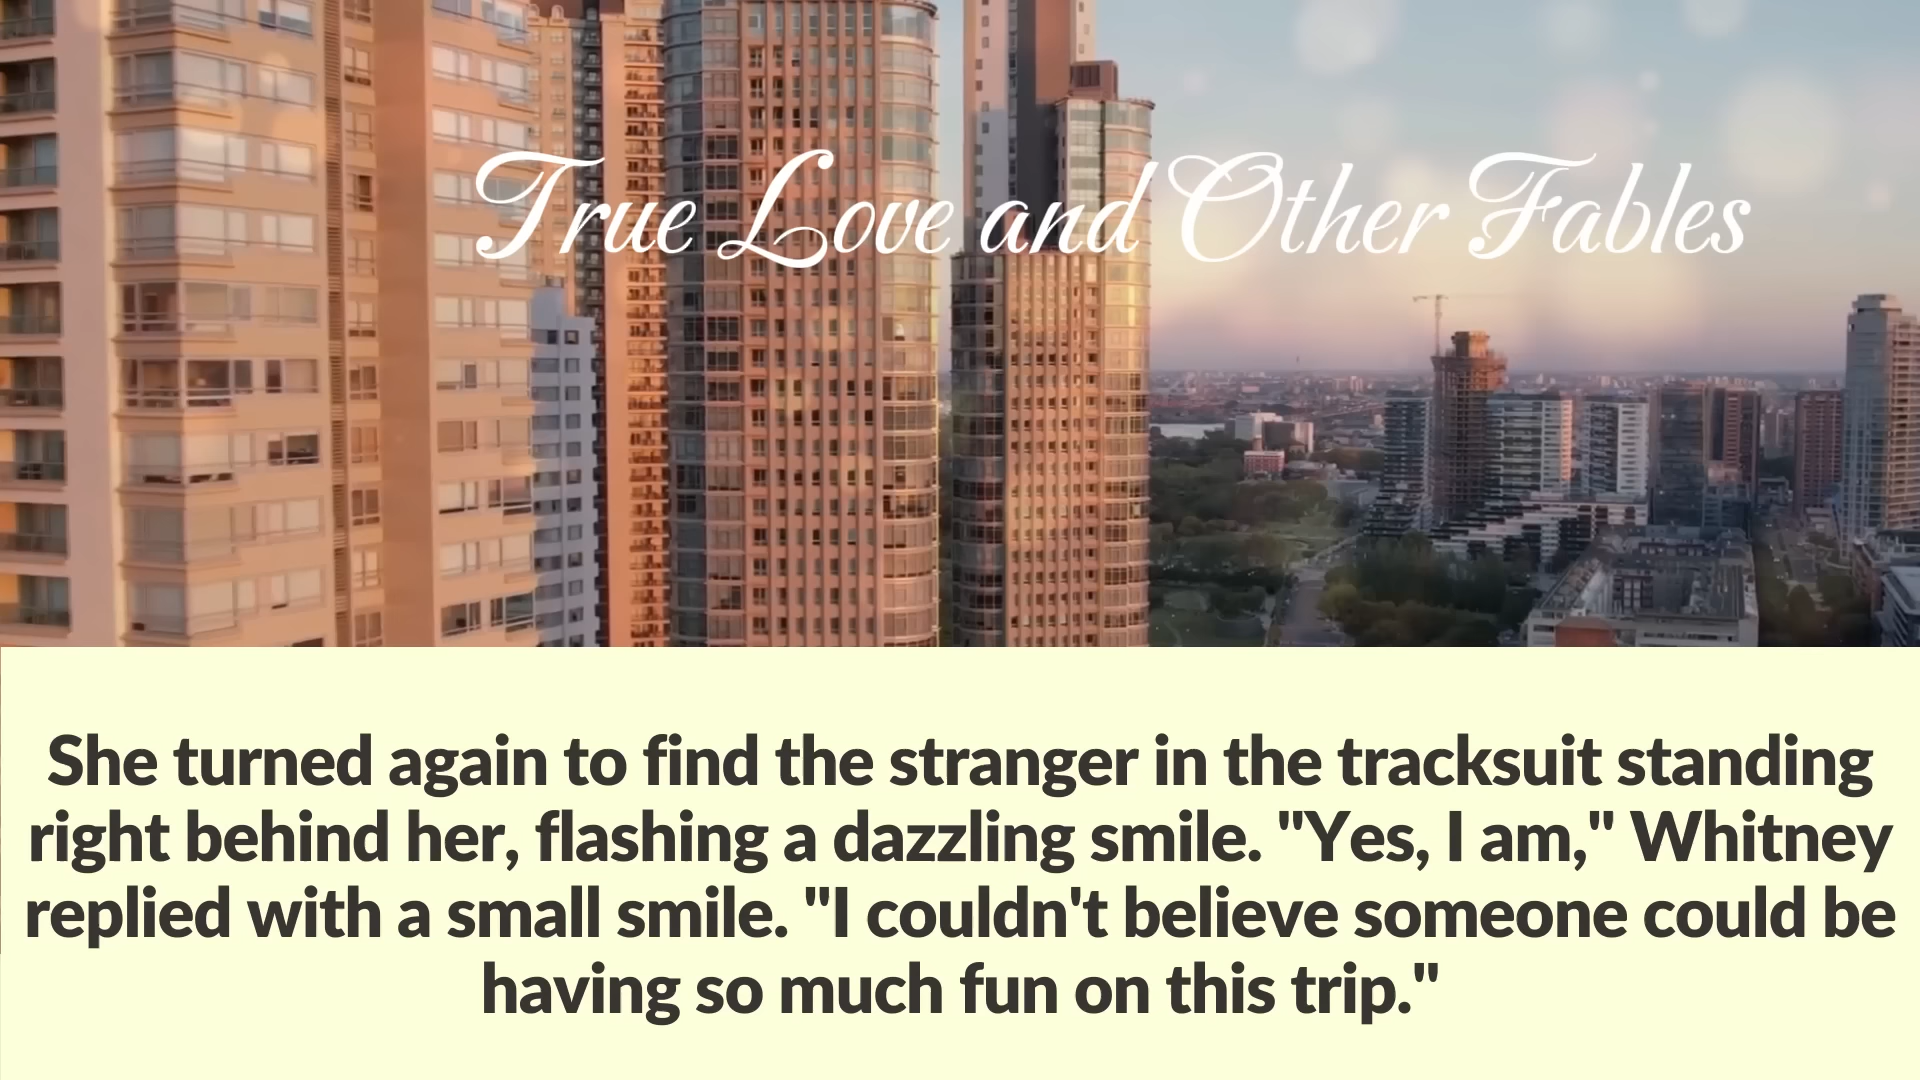 True Love and Other Fables
She turned again to find the stranger in the tracksuit standing
right behind her, flashing a dazzling smile. "Yes, I am," Whitney
replied with a small smile. "I couldn't believe someone could be
having so much fun on this trip."